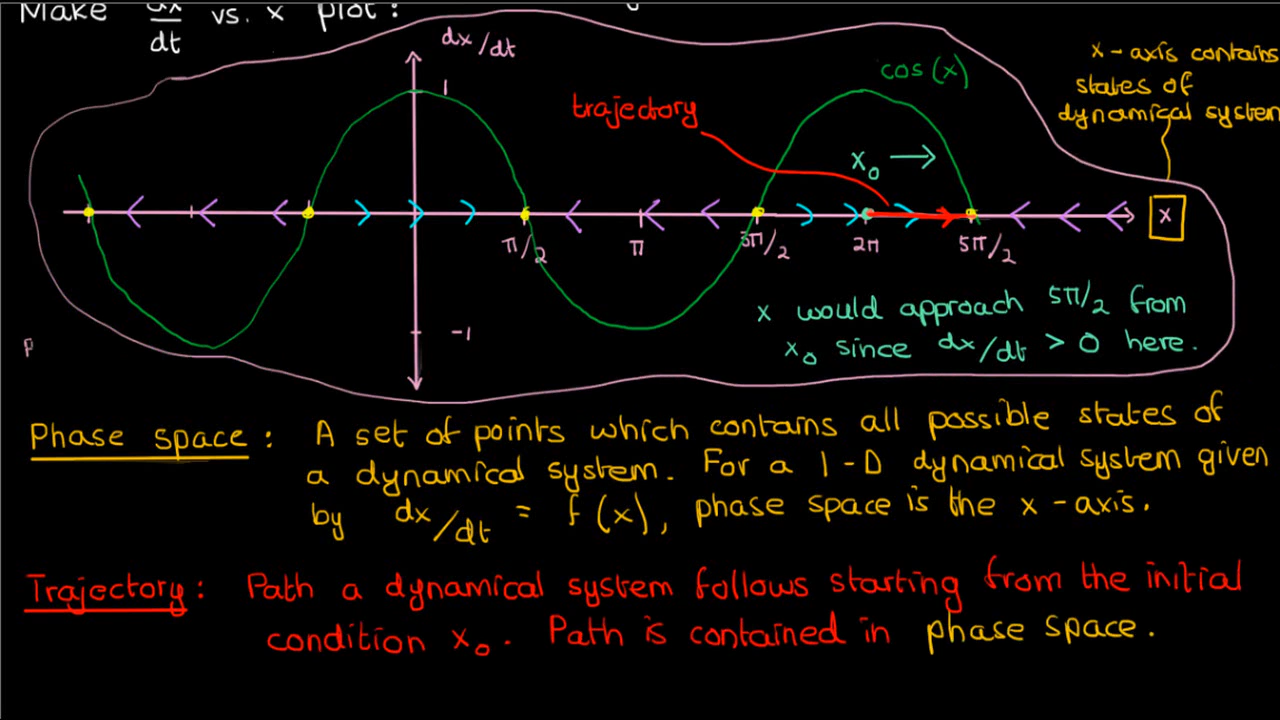 Make dx/dt vs. x plot:
dx/dt
1
cos(x)
x-axis contains
states of
dynamical system
trajectory
x₀ →
x
π/2
π
3π/2
2π
5π/2
-1
x would approach 5π/2 from
x₀ since dx/dt > 0 here.
P
Phase space: A set of points which contains all possible states of
a dynamical system. For a 1-D dynamical system given
by dx/dt = f(x), phase space is the x-axis.
Trajectory: Path a dynamical system follows starting from the initial
condition x₀. Path is contained in phase space.